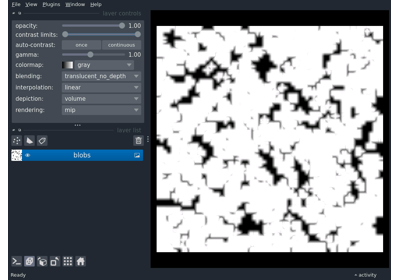 File View Plugins Window Help
layer controls
opacity: 1.00
contrast limits:
auto-contrast: once continuous
gamma: 1.00
colormap: gray
blending: translucent_no_depth
interpolation: linear
depiction: volume
rendering: mip
layer list
blobs
Ready activity